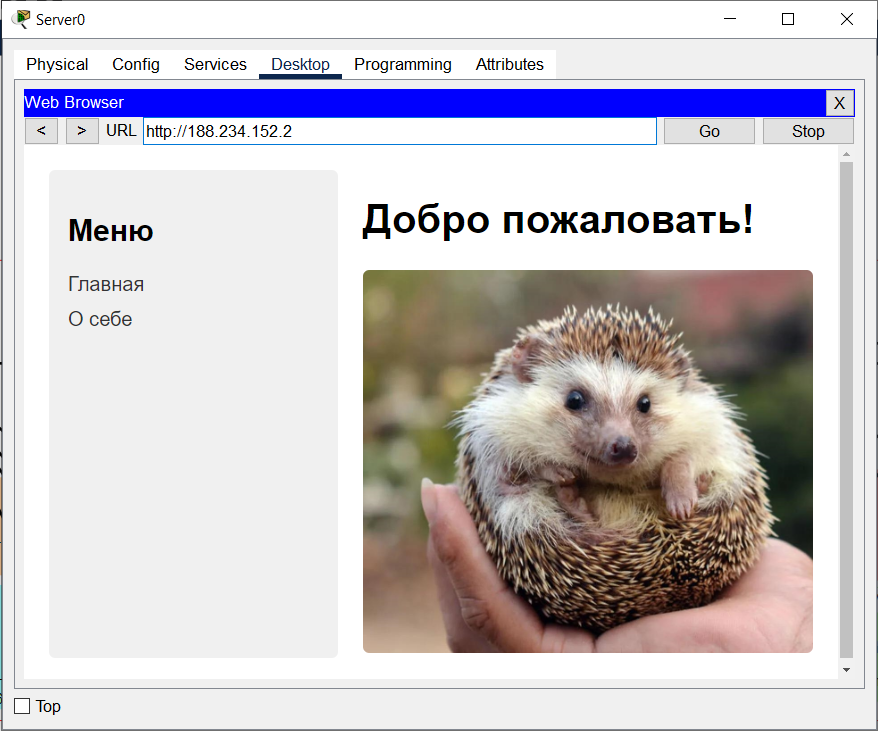 Server0
Physical Config Services Desktop Programming Attributes
Web Browser X
< > URL http://188.234.152.2 Go Stop
Меню
Главная
О себе
Добро пожаловать!
Top